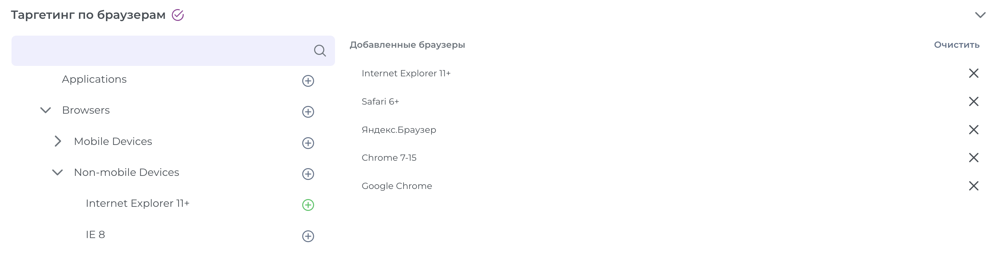 Таргетинг по браузерам
Applications
Browsers
Mobile Devices
Non-mobile Devices
Internet Explorer 11+
IE 8
Добавленные браузеры
Очистить
Internet Explorer 11+
Safari 6+
Яндекс.Браузер
Chrome 7-15
Google Chrome